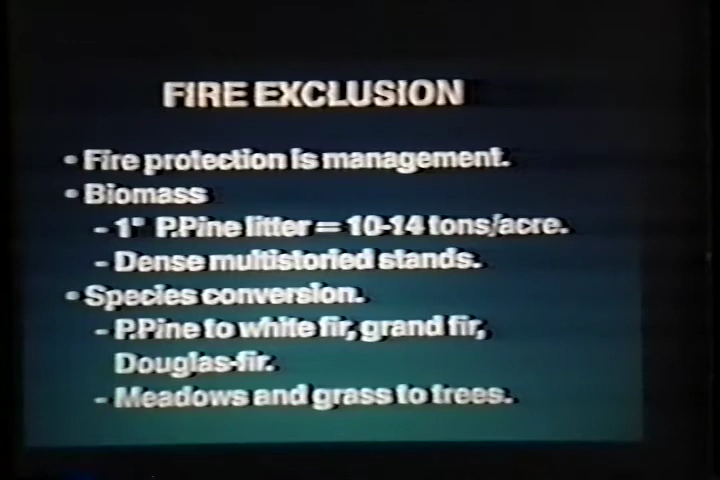 FIRE EXCLUSION
• Fire protection is management.
• Biomass
- 1" P.Pine litter = 10-14 tons/acre.
- Dense multistoried stands.
• Species conversion.
- P.Pine to white fir, grand fir,
Douglas-fir.
- Meadows and grass to trees.